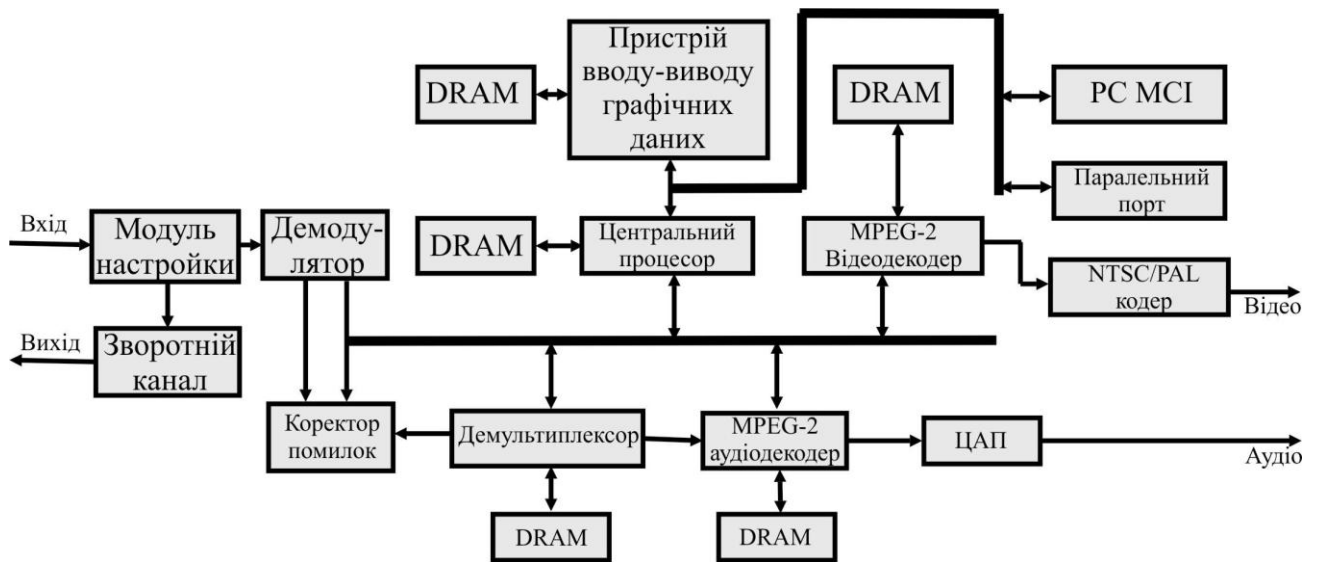 Пристрій
вводу-виводу
графічних
даних
DRAM
DRAM
PC MCI
Паралельний
порт
Вхід
Модуль
настройки
Демоду-
лятор
DRAM
Центральний
процесор
MPEG-2
Відеодекодер
NTSC/PAL
кодер
Відео
Вихід
Зворотній
канал
Коректор
помилок
Демультиплексор
MPEG-2
аудіодекодер
ЦАП
Аудіо
DRAM
DRAM